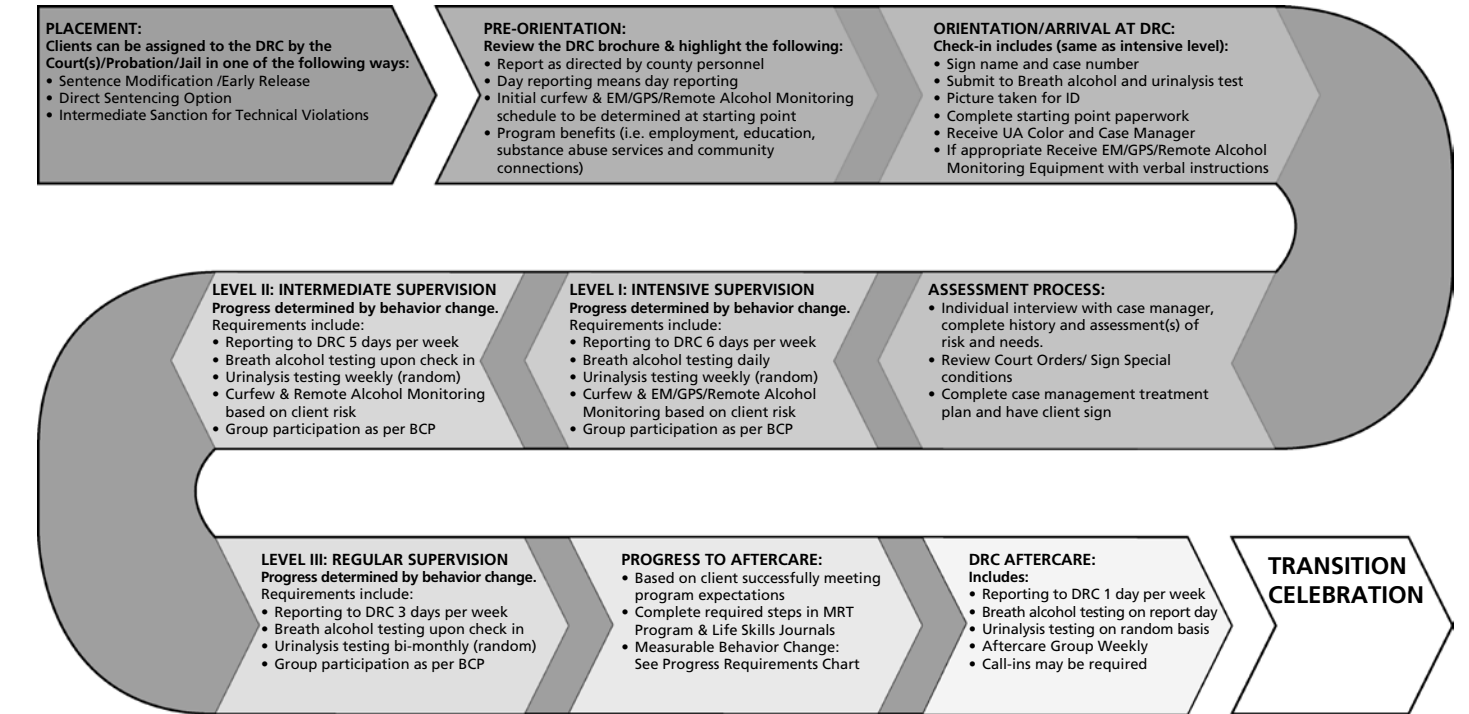 PLACEMENT:
Clients can be assigned to the DRC by the
Court(s)/Probation/Jail in one of the following ways:
• Sentence Modification /Early Release
• Direct Sentencing Option
• Intermediate Sanction for Technical Violations
PRE-ORIENTATION:
Review the DRC brochure & highlight the following:
• Report as directed by county personnel
• Day reporting means day reporting
• Initial curfew & EM/GPS/Remote Alcohol Monitoring
schedule to be determined at starting point
• Program benefits (i.e. employment, education,
substance abuse services and community
connections)
ORIENTATION/ARRIVAL AT DRC:
Check-in includes (same as intensive level):
• Sign name and case number
• Submit to Breath alcohol and urinalysis test
• Picture taken for ID
• Complete starting point paperwork
• Receive UA Color and Case Manager
• If appropriate Receive EM/GPS/Remote Alcohol
Monitoring Equipment with verbal instructions
ASSESSMENT PROCESS:
• Individual interview with case manager,
complete history and assessment(s) of
risk and needs.
• Review Court Orders/ Sign Special
conditions
• Complete case management treatment
plan and have client sign
LEVEL I: INTENSIVE SUPERVISION
Progress determined by behavior change.
Requirements include:
• Reporting to DRC 6 days per week
• Breath alcohol testing daily
• Urinalysis testing weekly (random)
• Curfew & EM/GPS/Remote Alcohol
Monitoring based on client risk
• Group participation as per BCP
LEVEL II: INTERMEDIATE SUPERVISION
Progress determined by behavior change.
Requirements include:
• Reporting to DRC 5 days per week
• Breath alcohol testing upon check in
• Urinalysis testing weekly (random)
• Curfew & Remote Alcohol Monitoring
based on client risk
• Group participation as per BCP
LEVEL III: REGULAR SUPERVISION
Progress determined by behavior change.
Requirements include:
• Reporting to DRC 3 days per week
• Breath alcohol testing upon check in
• Urinalysis testing bi-monthly (random)
• Group participation as per BCP
PROGRESS TO AFTERCARE:
• Based on client successfully meeting
program expectations
• Complete required steps in MRT
Program & Life Skills Journals
• Measurable Behavior Change:
See Progress Requirements Chart
DRC AFTERCARE:
Includes:
• Reporting to DRC 1 day per week
• Breath alcohol testing on report day
• Urinalysis testing on random basis
• Aftercare Group Weekly
• Call-ins may be required
TRANSITION
CELEBRATION